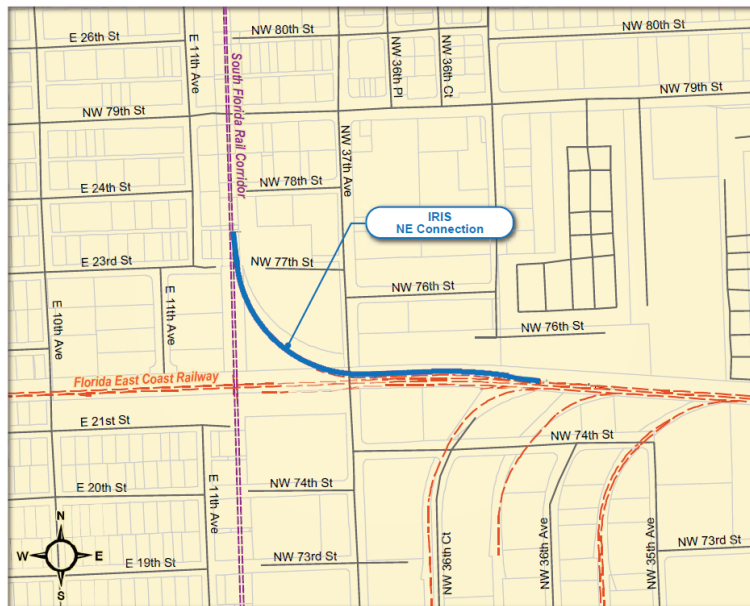 E 26th St
E 11th Ave
NW 80th St
NW 36th Pl
NW 36th Ct
NW 80th St
South Florida Rail Corridor
NW 79th St
NW 79th St
NW 37th Ave
E 24th St
NW 78th St
IRIS
NE Connection
E 23rd St
NW 77th St
E 10th Ave
E 11th Ave
NW 76th St
NW 76th St
Florida East Coast Railway
E 21st St
NW 74th St
E 11th Ave
E 20th St
NW 74th St
N
W
E
S
E 19th St
NW 73rd St
NW 36th Ct
NW 36th Ave
NW 35th Ave
NW 73rd St